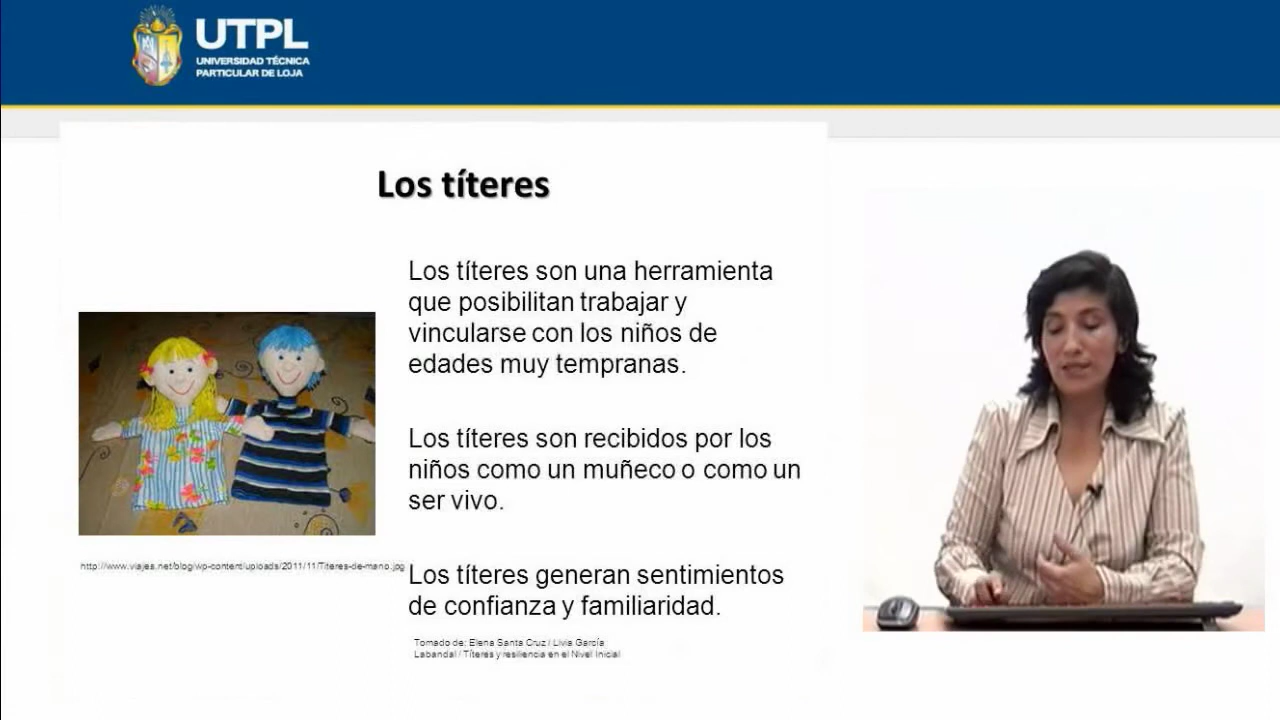 UTPL
UNIVERSIDAD TÉCNICA
PARTICULAR DE LOJA
Los títeres
Los títeres son una herramienta
que posibilitan trabajar y
vincularse con los niños de
edades muy tempranas.
Los títeres son recibidos por los
niños como un muñeco o como un
ser vivo.
http://www.viajes.net/blog/wp-content/uploads/2011/11/Titeres-de-mano.jpg
Los títeres generan sentimientos
de confianza y familiaridad.
Tomado de: Elena Santa Cruz / Livia García
Labandal / Títeres y resiliencia en el Nivel Inicial